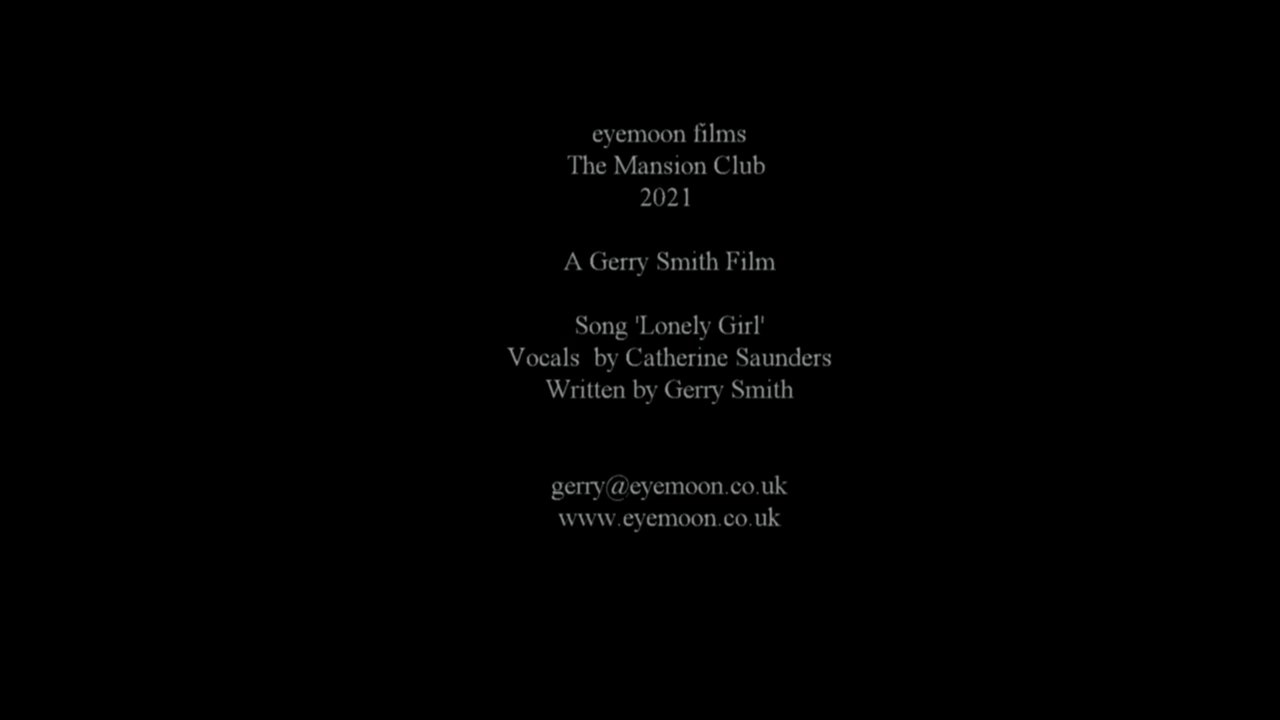 eyemoon films
The Mansion Club
2021
A Gerry Smith Film
Song 'Lonely Girl'
Vocals  by Catherine Saunders
Written by Gerry Smith
gerry@eyemoon.co.uk
www.eyemoon.co.uk